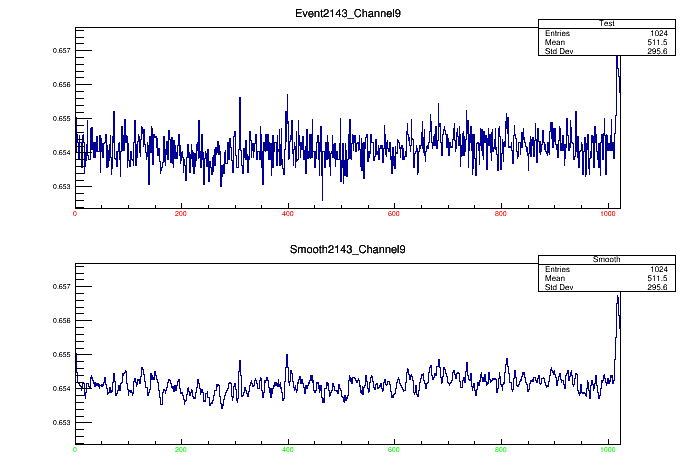 Event2143_Channel9
Test
Entries 1024
Mean 511.5
Std Dev 295.6
0.657
0.656
0.655
0.654
0.653
0 200 400 600 800 1000
Smooth2143_Channel9
Smooth
Entries 1024
Mean 511.5
Std Dev 295.6
0.657
0.656
0.655
0.654
0.653
0 200 400 600 800 1000